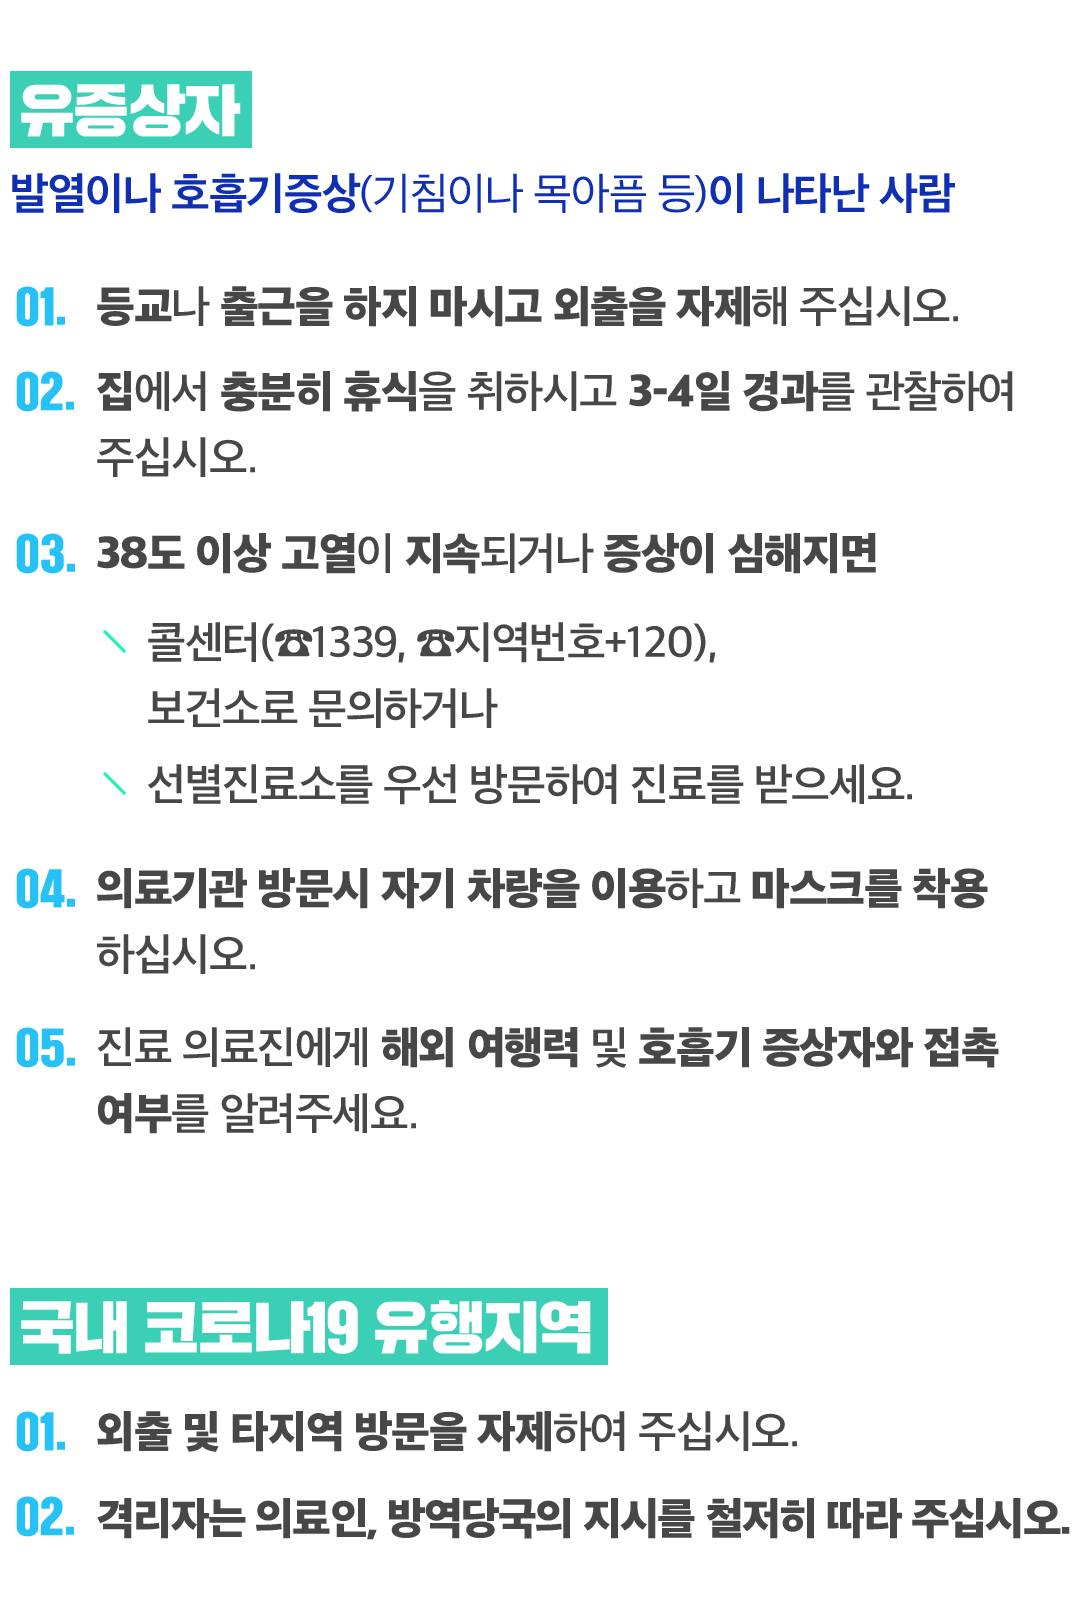 유증상자
발열이나 호흡기증상(기침이나 목아픔 등)이 나타난 사람
01. 등교나 출근을 하지 마시고 외출을 자제해 주십시오.
02. 집에서 충분히 휴식을 취하시고 3-4일 경과를 관찰하여
주십시오.
03. 38도 이상 고열이 지속되거나 증상이 심해지면
\ 콜센터(☎1339, ☎지역번호+120),
보건소로 문의하거나
\ 선별진료소를 우선 방문하여 진료를 받으세요.
04. 의료기관 방문시 자기 차량을 이용하고 마스크를 착용
하십시오.
05. 진료 의료진에게 해외 여행력 및 호흡기 증상자와 접촉
여부를 알려주세요.
국내 코로나19 유행지역
01. 외출 및 타지역 방문을 자제하여 주십시오.
02. 격리자는 의료인, 방역당국의 지시를 철저히 따라 주십시오.